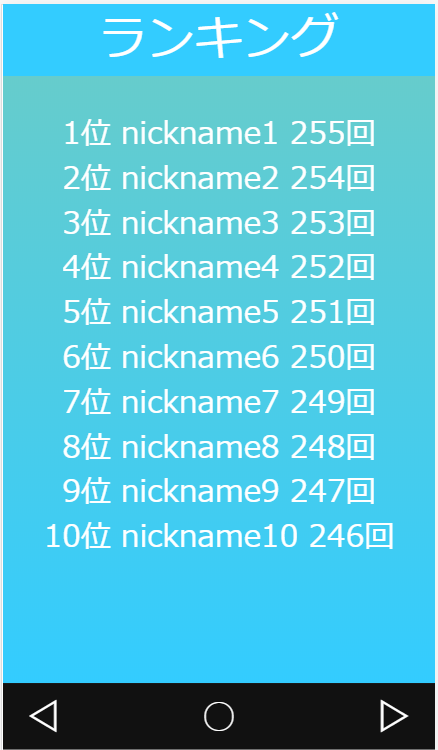 ランキング
1位 nickname1 255回
2位 nickname2 254回
3位 nickname3 253回
4位 nickname4 252回
5位 nickname5 251回
6位 nickname6 250回
7位 nickname7 249回
8位 nickname8 248回
9位 nickname9 247回
10位 nickname10 246回